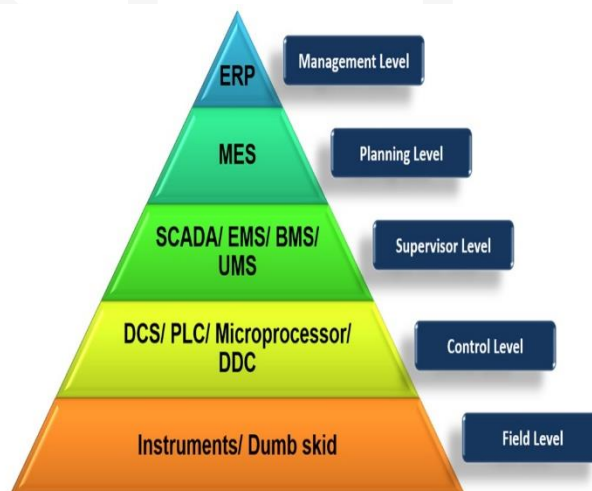 ERP
Management Level
MES
Planning Level
SCADA/ EMS/ BMS/
UMS
Supervisor Level
DCS/ PLC/ Microprocessor/
DDC
Control Level
Instruments/ Dumb skid
Field Level